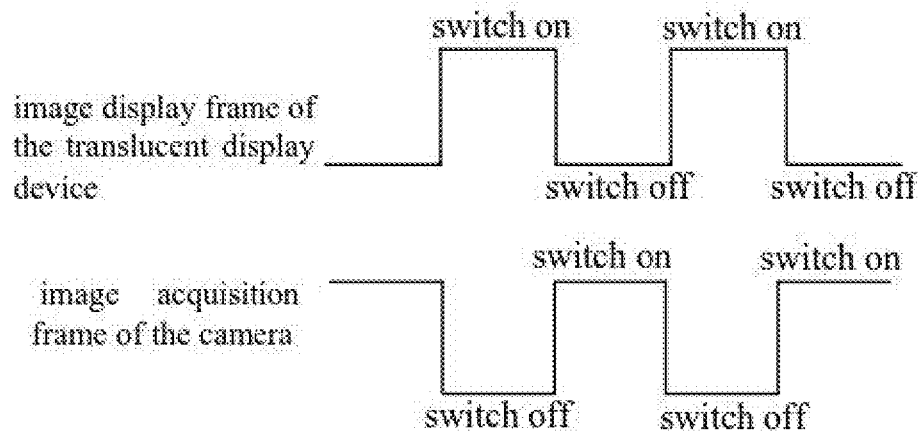 switch on switch on
image display frame of
the translucent display
device
switch off switch off
switch on switch on
image acquisition
frame of the camera
switch off switch off